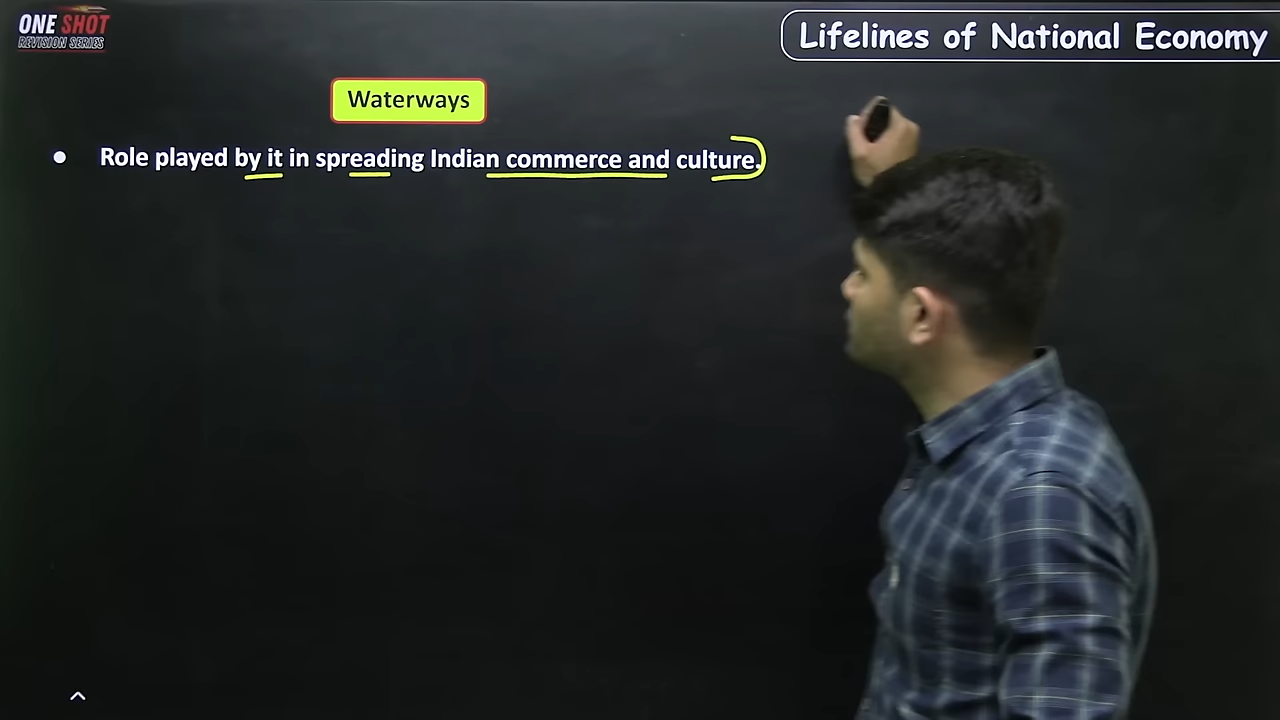 ONE SHOT
REVISION SERIES
Lifelines of National Economy
Waterways
● Role played by it in spreading Indian commerce and culture.